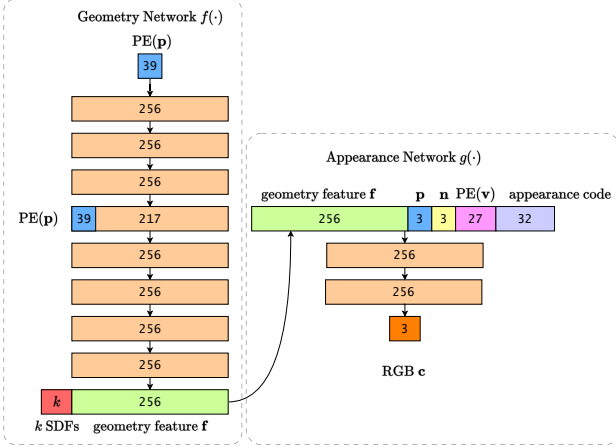 Geometry Network f(·)
PE(p)
39
256
256
256
PE(p) 39 217
256
256
256
256
k 256
k SDFs geometry feature f
Appearance Network g(·)
geometry feature f p n PE(v) appearance code
256 3 3 27 32
256
256
3
RGB c